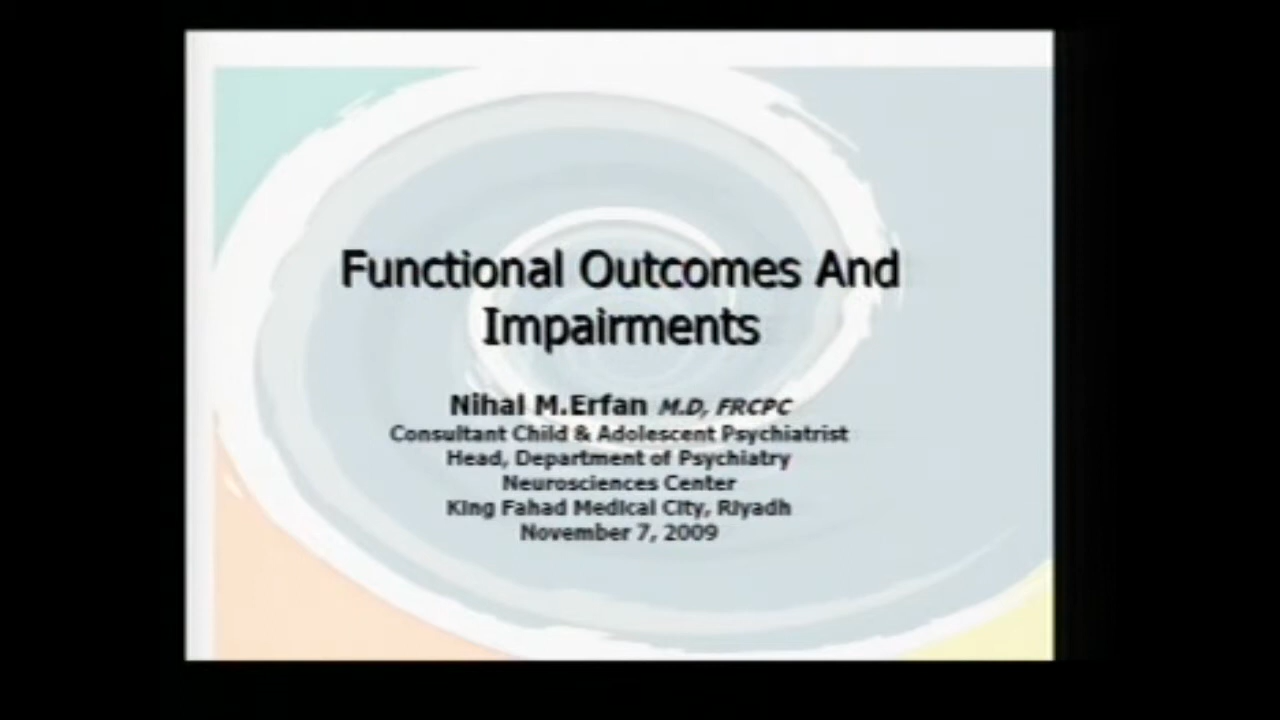 Functional Outcomes And
Impairments
Nihal M.Erfan M.D, FRCPC
Consultant Child & Adolescent Psychiatrist
Head, Department of Psychiatry
Neurosciences Center
King Fahad Medical City, Riyadh
November 7, 2009